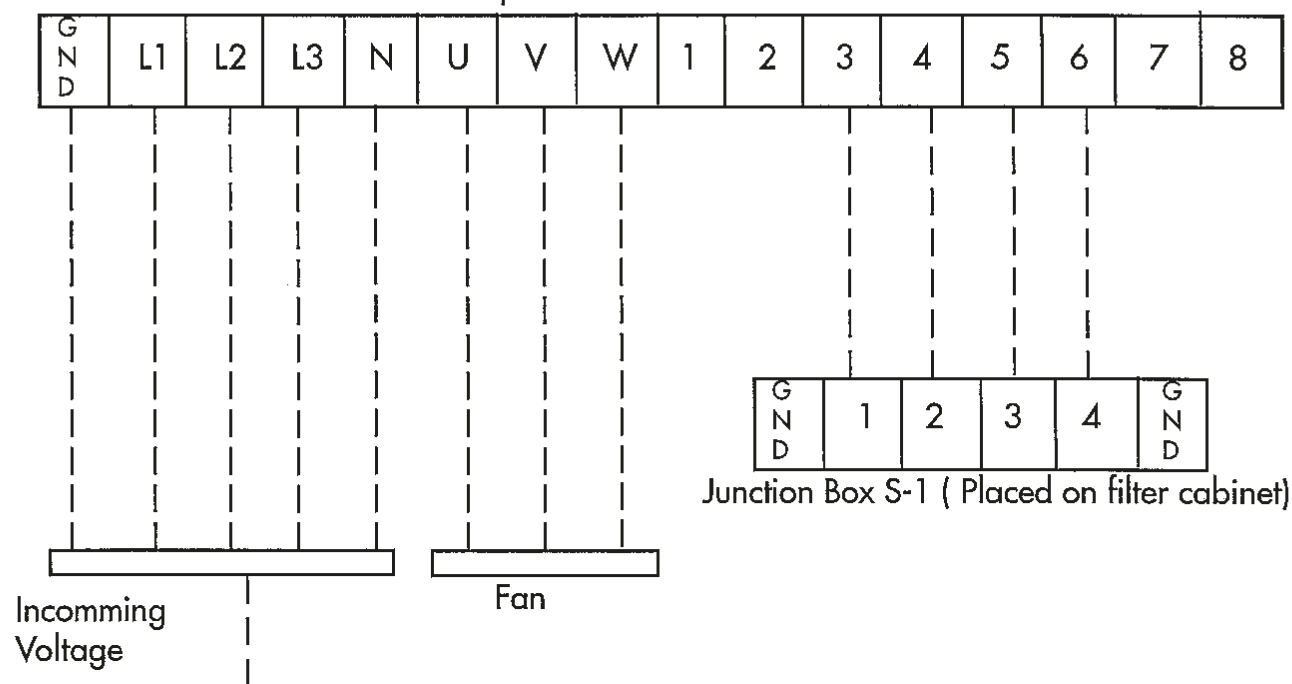 GND L1 L2 L3 N U V W 1 2 3 4 5 6 7 8
GND 1 2 3 4 GND
Junction Box S-1 ( Placed on filter cabinet)
Fan
Incomming
Voltage